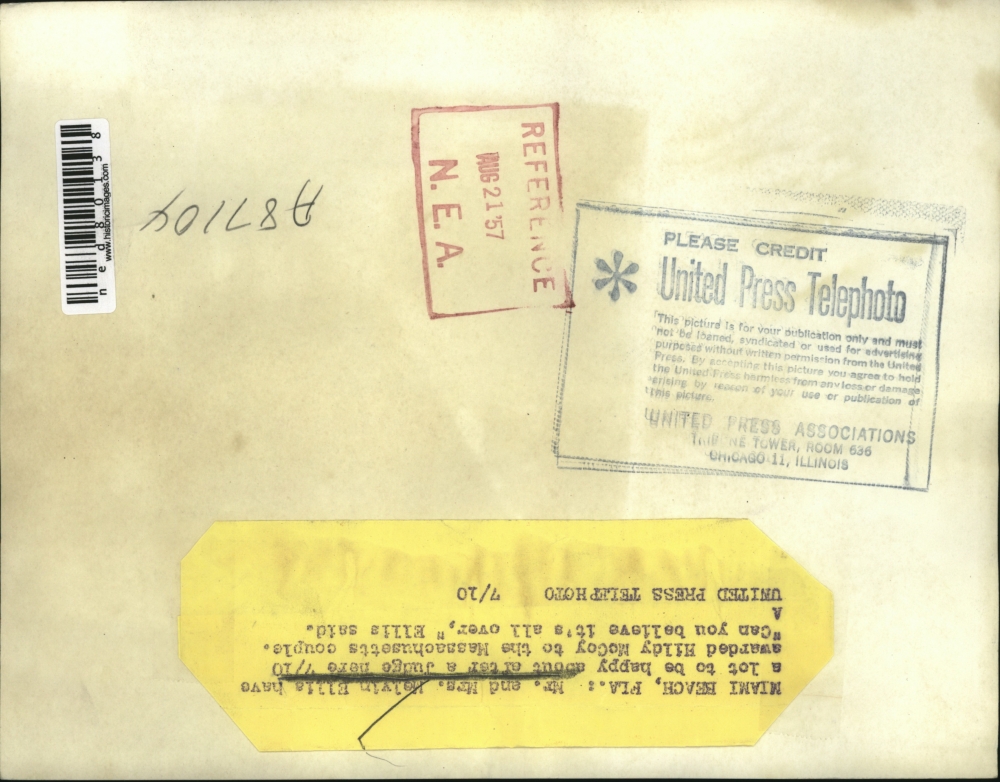 ned80138
www.historicimages.com
A87104
REFERENCE
AUG 21 '57
N. E. A.
PLEASE CREDIT
* United Press Telephoto
This picture is for your publication only and must
not be loaned, syndicated or used for advertising
purposes without written permission from the United
Press. By accepting this picture you agree to hold
the United Press harmless from any loss or damage
arising by reason of your use or publication of
this picture.
UNITED PRESS ASSOCIATIONS
TRIBUNE TOWER, ROOM 636
CHICAGO 11, ILLINOIS
MIAMI BEACH, FLA.: Mr. and Mrs. Melvin Ellis have
a lot to be happy about after a judge here 7/10
awarded Hildy McCoy to the Massachusetts couple.
"Can you believe it's all over," Ellis said.
A
UNITED PRESS TELEPHOTO 7/10